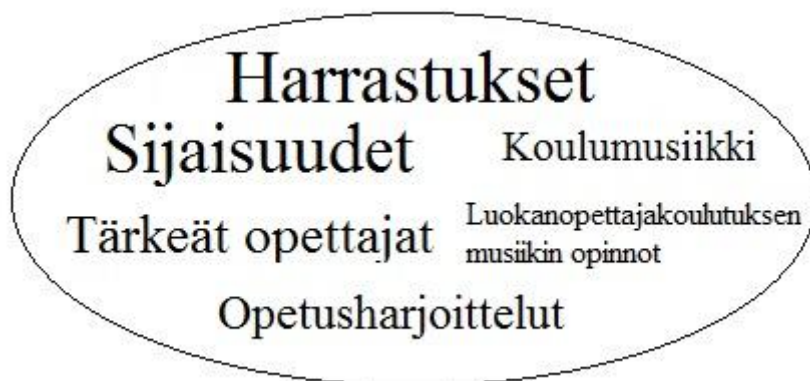 Harrastukset
Sijaisuudet
Koulumusiikki
Tärkeät opettajat
Luokanopettajakoulutuksen
musiikin opinnot
Opetusharjoittelut